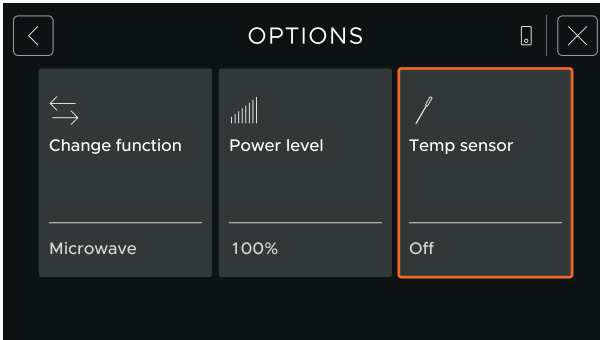 OPTIONS
Change function
Power level
Temp sensor
Microwave
100%
Off